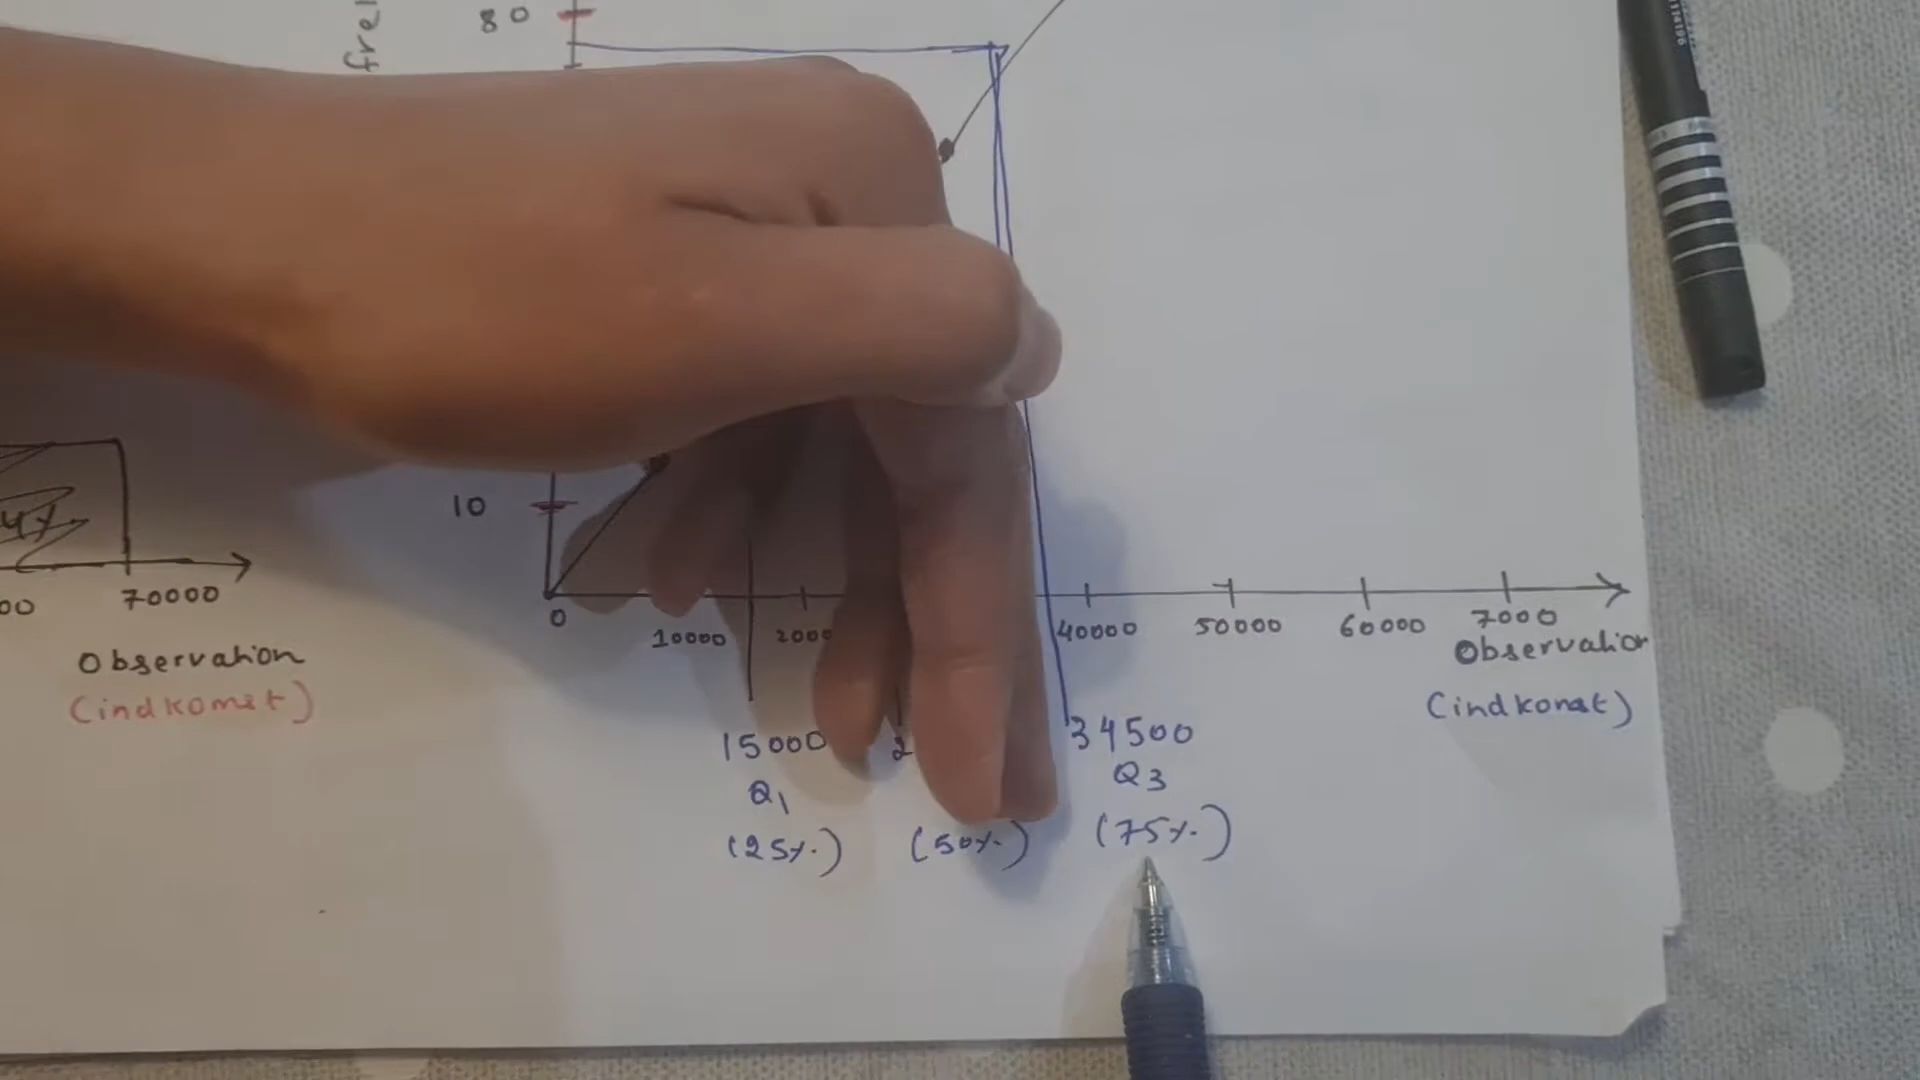 80
10
0
10000
40000
50000
60000
7000
Observation
(indkomst)
70000
Observation
(indkomst)
15000
34500
Q1
Q3
(25%)
(50%)
(75%)